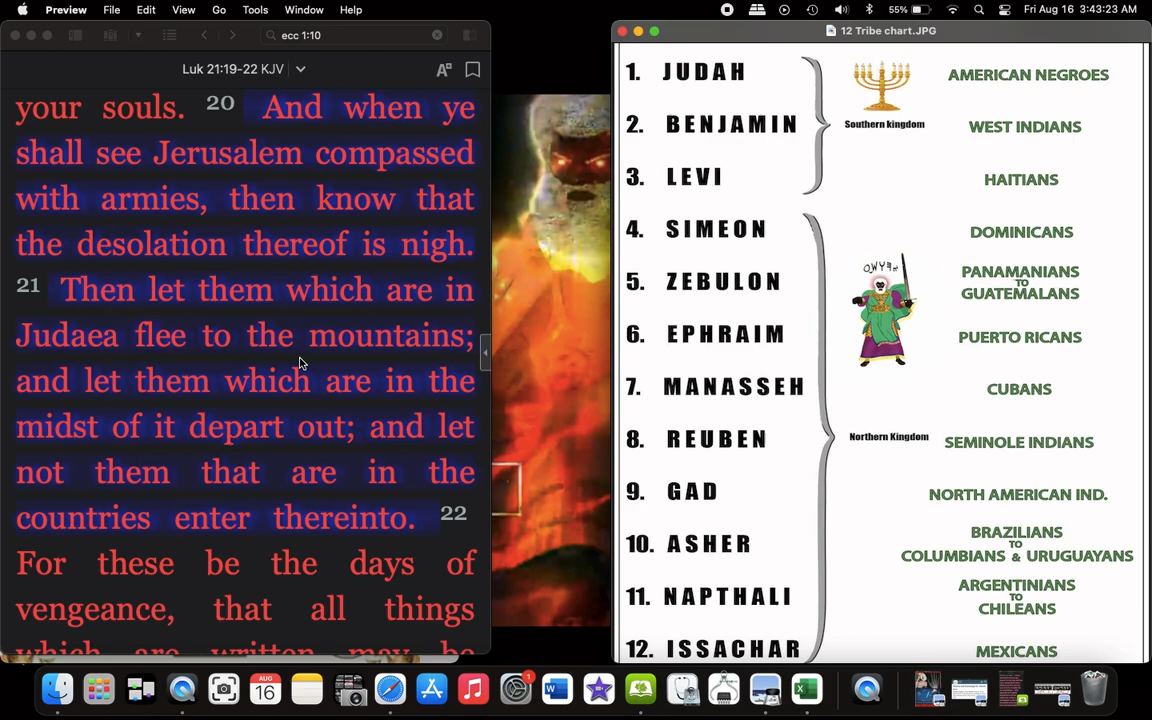 Preview File Edit View Go Tools Window Help
55% Fri Aug 16 3:43:23 AM
ecc 1:10
12 Tribe chart.JPG
Luk 21:19-22 KJV
your souls. 20 And when ye
shall see Jerusalem compassed
with armies, then know that
the desolation thereof is nigh.
21 Then let them which are in
Judaea flee to the mountains;
and let them which are in the
midst of it depart out; and let
not them that are in the
countries enter thereinto. 22
For these be the days of
vengeance, that all things
which are written may be
1. JUDAH
2. BENJAMIN
3. LEVI
4. SIMEON
5. ZEBULON
6. EPHRAIM
7. MANASSEH
8. REUBEN
9. GAD
10. ASHER
11. NAPTHALI
12. ISSACHAR
Southern kingdom
Northern Kingdom
AMERICAN NEGROES
WEST INDIANS
HAITIANS
DOMINICANS
PANAMANIANS
TO
GUATEMALANS
PUERTO RICANS
CUBANS
SEMINOLE INDIANS
NORTH AMERICAN IND.
BRAZILIANS
TO
COLUMBIANS & URUGUAYANS
ARGENTINIANS
TO
CHILEANS
MEXICANS
AUG
16
1